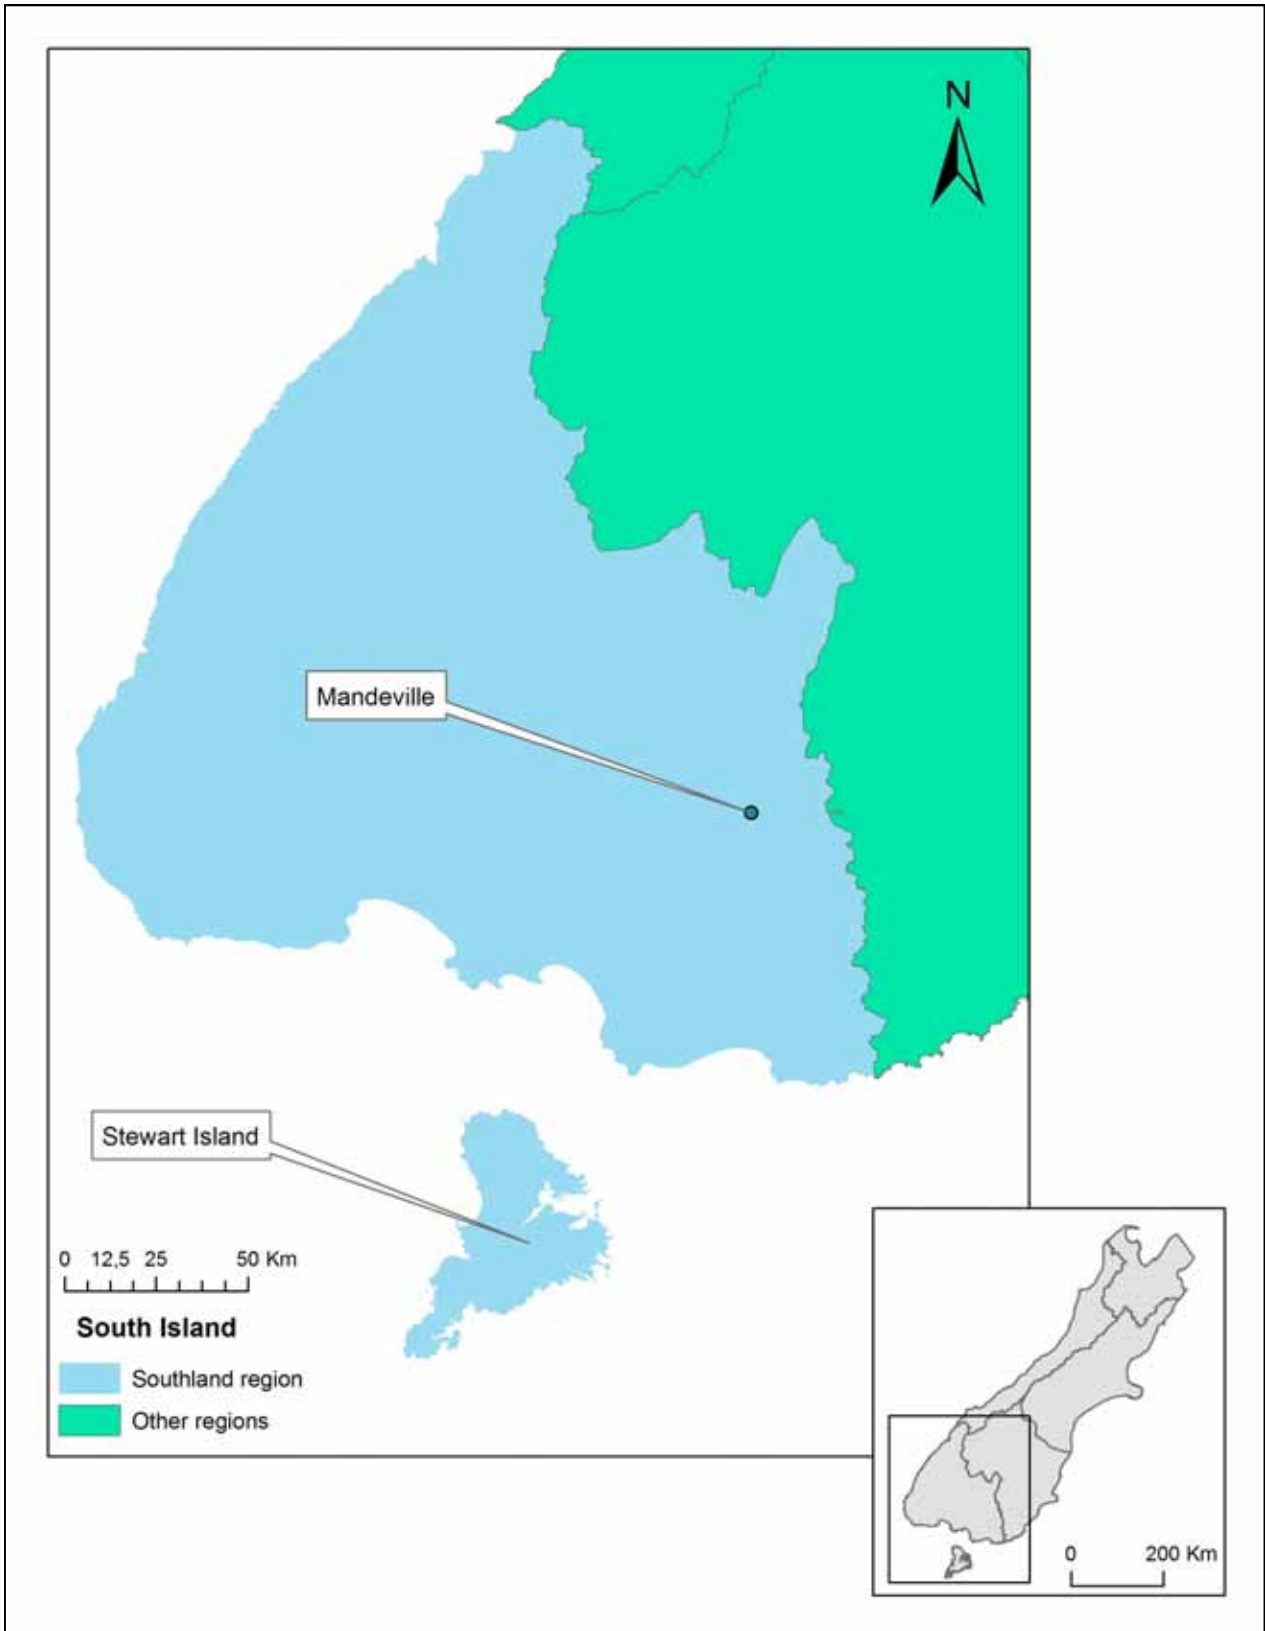 N
Mandeville
Stewart Island
0 12,5 25 50 Km
South Island
Southland region
Other regions
0 200 Km